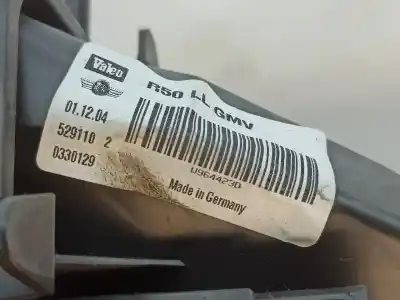 Valeo
R50 LL GMV
01.12.04
529110 2
0330129
U964423D
Made in Germany